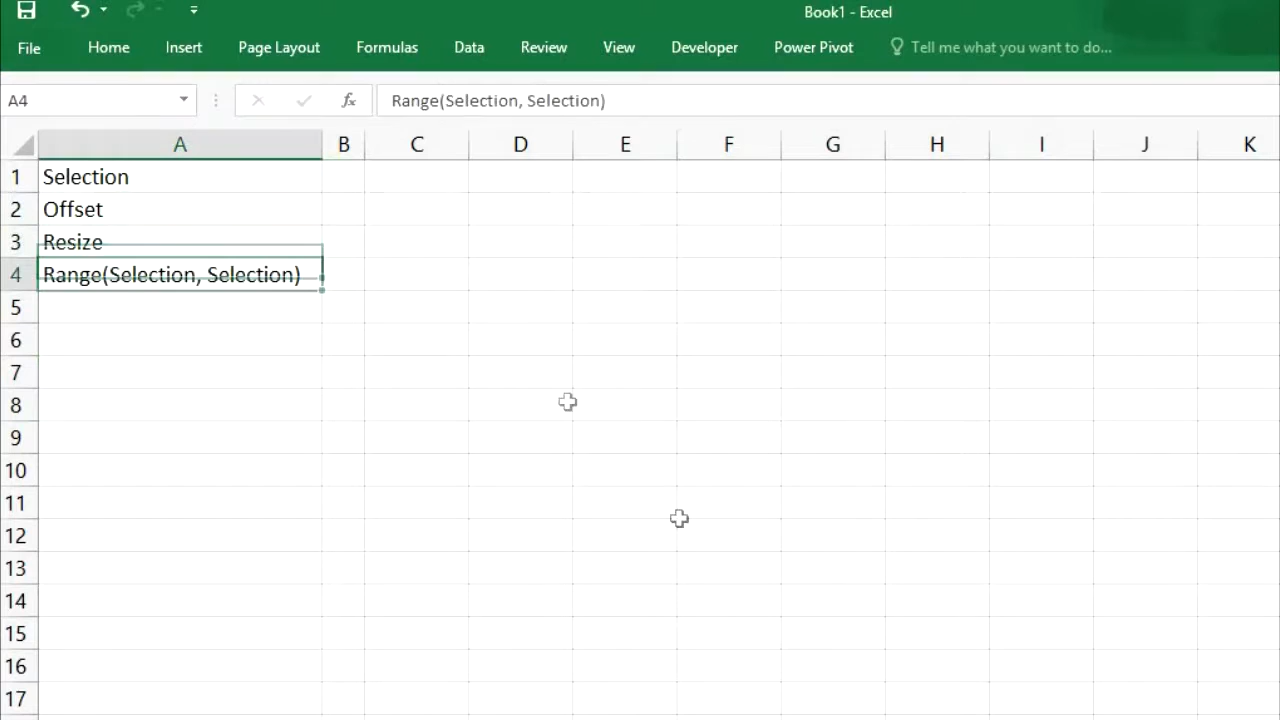 Book1 - Excel
File Home Insert Page Layout Formulas Data Review View Developer Power Pivot Tell me what you want to do...
A4 fx Range(Selection, Selection)
A B C D E F G H I J K
1 Selection
2 Offset
3 Resize
4 Range(Selection, Selection)
5
6
7
8
9
10
11
12
13
14
15
16
17